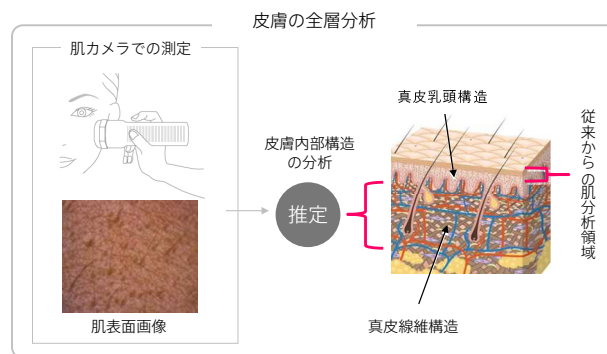 皮膚の全層分析
肌カメラでの測定
肌表面画像
皮膚内部構造
の分析
推定
真皮乳頭構造
真皮線維構造
従来からの肌分析領域